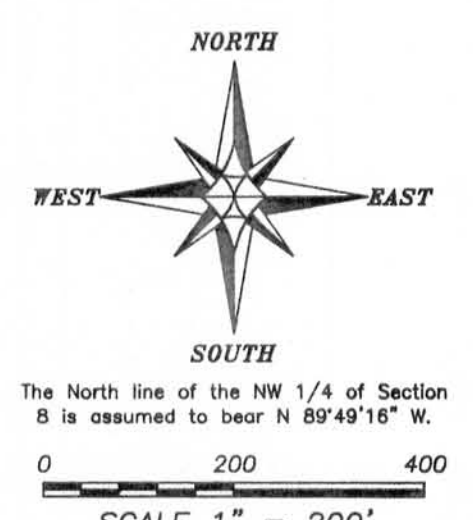 NORTH
WEST EAST
SOUTH
The North line of the NW 1/4 of Section
8 is assumed to bear N 89°49'16" W.
0 200 400
SCALE 1" = 200'